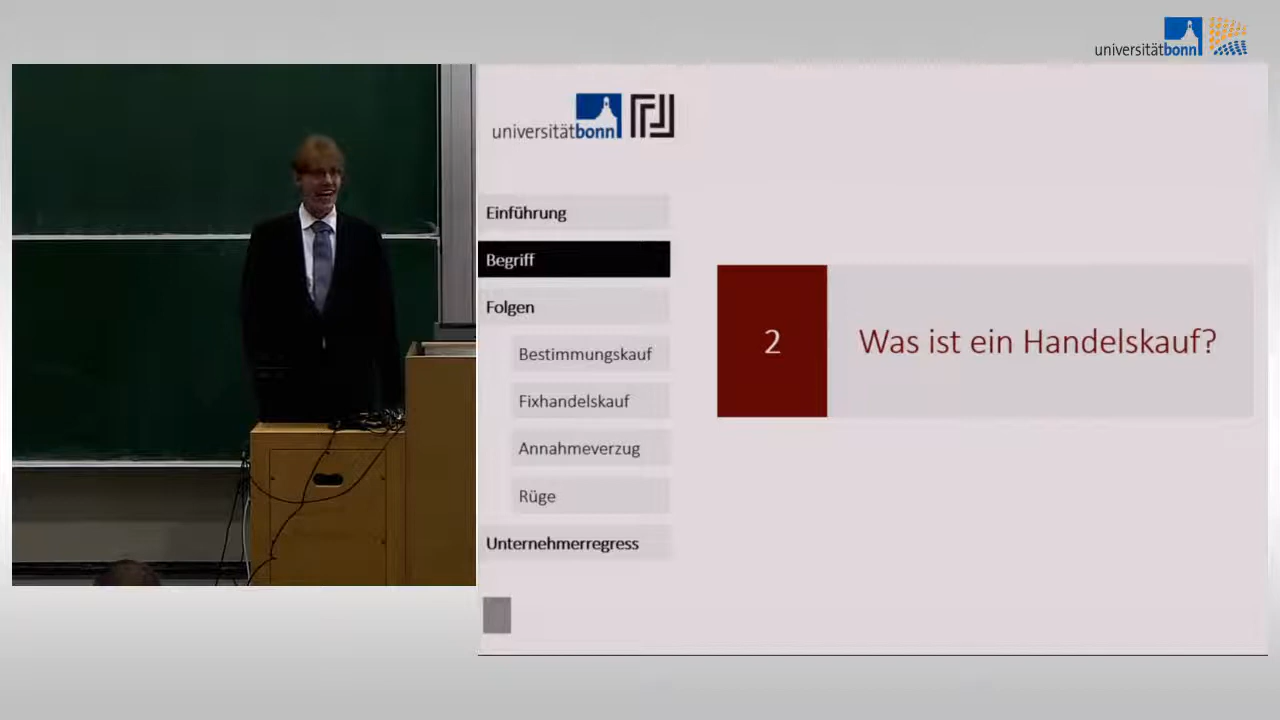 universitätbonn
universitätbonn
Einführung
Begriff
Folgen
Bestimmungskauf
Fixhandelskauf
Annahmeverzug
Rüge
Unternehmerregress
2
Was ist ein Handelskauf?